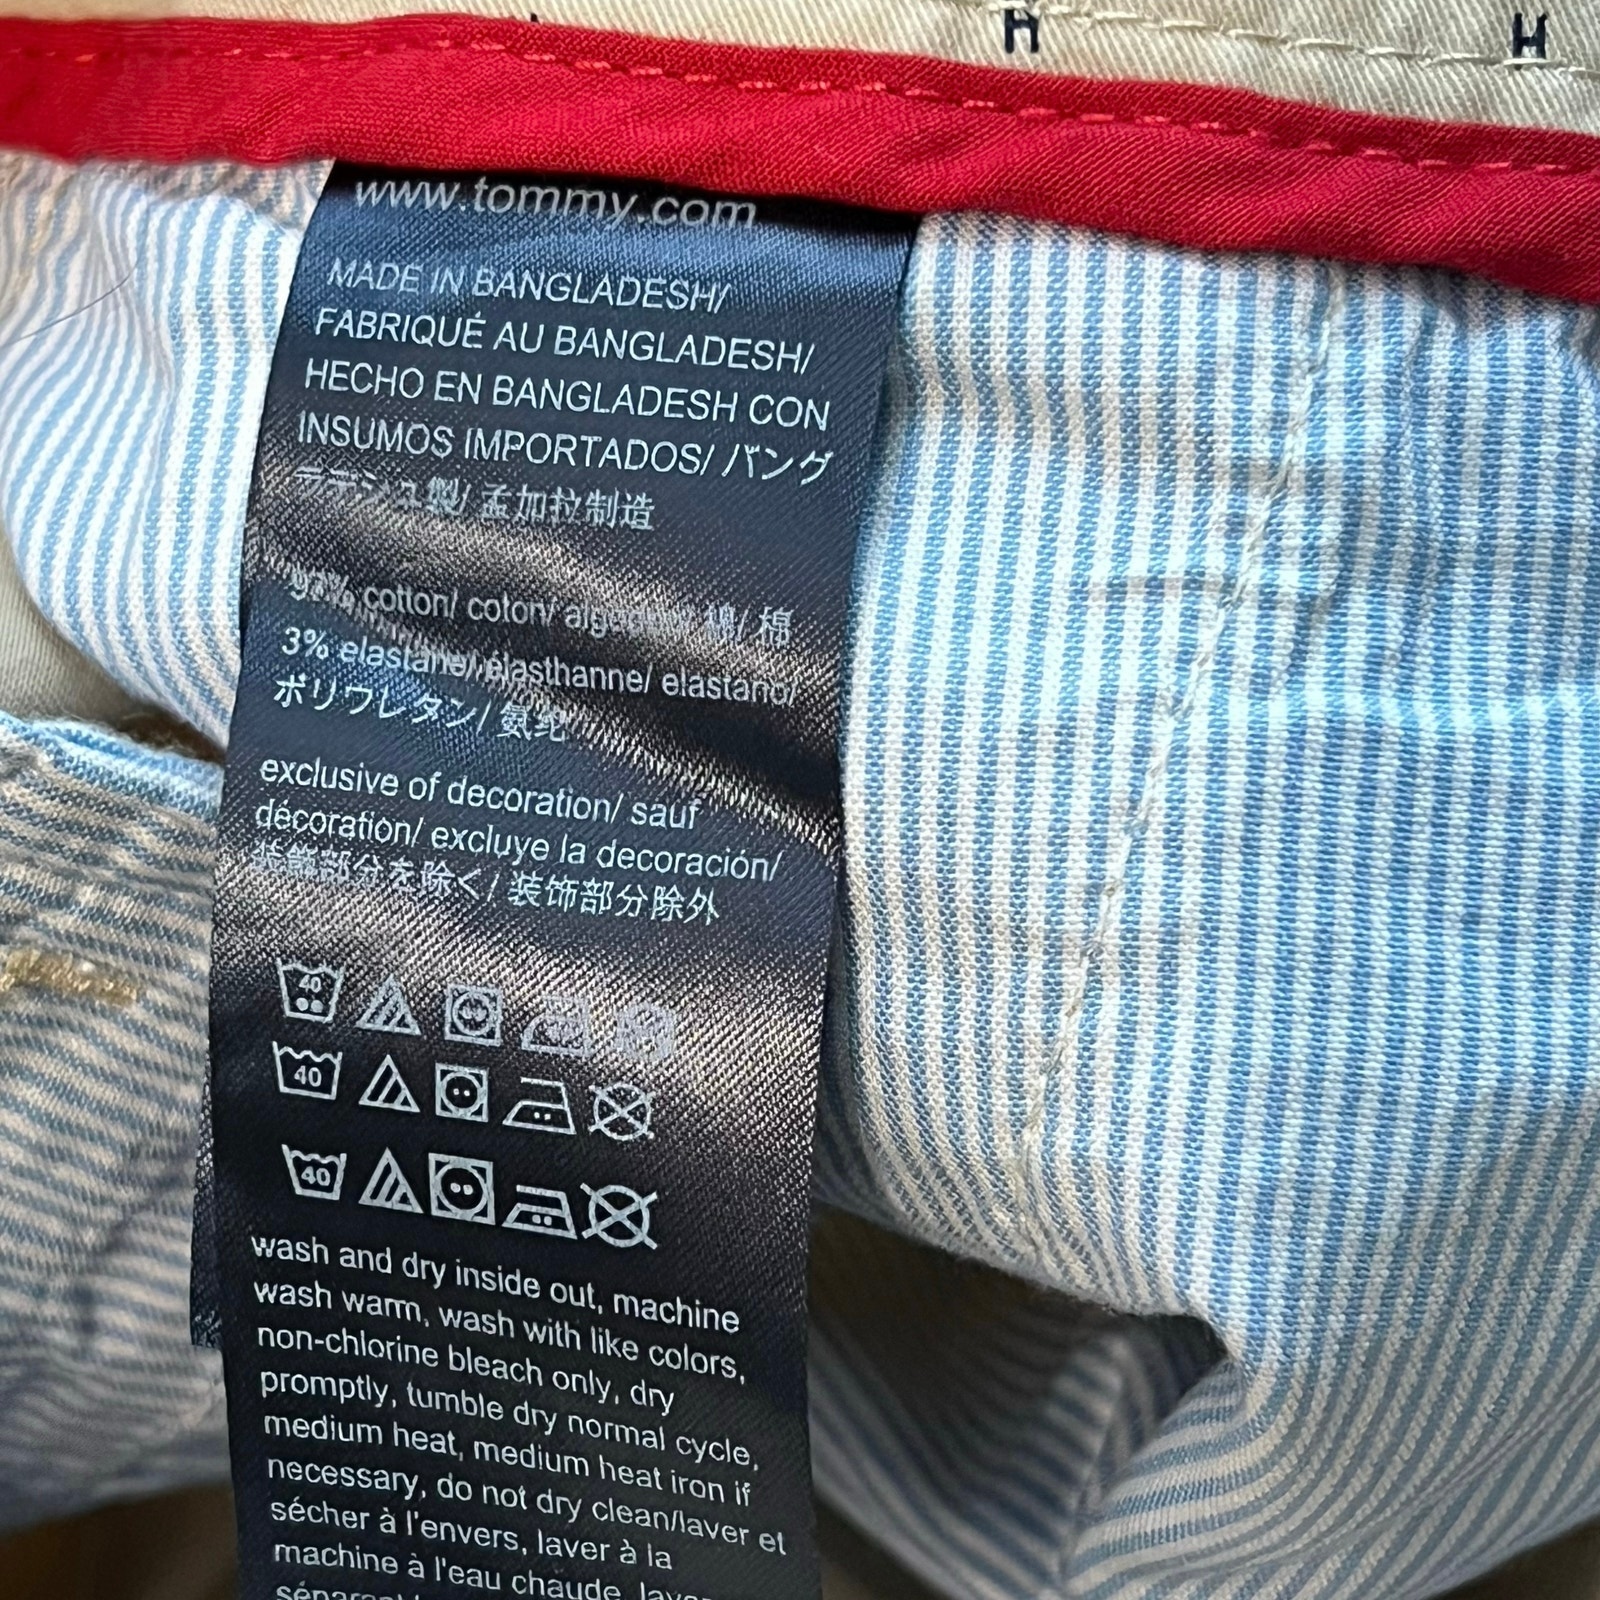 H H
www.tommy.com
MADE IN BANGLADESH/
FABRIQUÉ AU BANGLADESH/
HECHO EN BANGLADESH CON
INSUMOS IMPORTADOS/ バング
ラデシュ製/ 孟加拉制造
97% cotton/ coton/ algodón/ 綿/ 棉
3% elastane/ élasthanne/ elastano/
ポリウレタン/ 氨纶
exclusive of decoration/ sauf
décoration/ excluye la decoración/
装飾部分を除く/ 装饰部分除外
40
40
40
wash and dry inside out, machine
wash warm, wash with like colors,
non-chlorine bleach only, dry
promptly, tumble dry normal cycle,
medium heat, medium heat iron if
necessary, do not dry clean/laver et
sécher à l'envers, laver à la
machine à l'eau chaude,